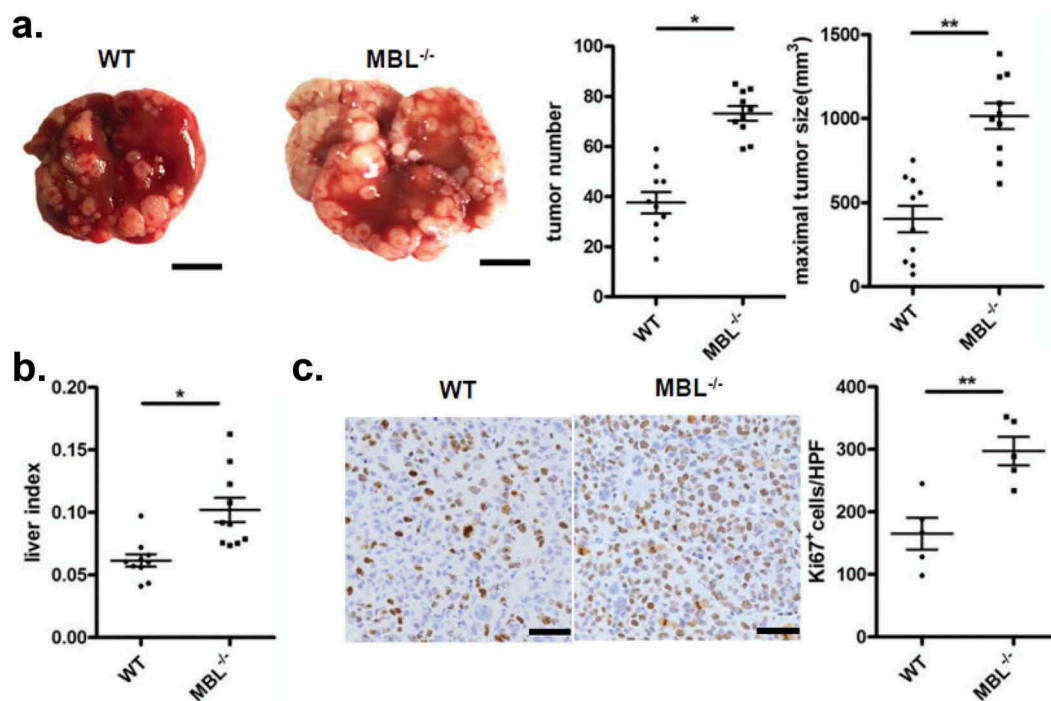 a.
WT
MBL-/-
tumor number
100
80
60
40
20
0
*
WT
MBL-/-
maximal tumor size(mm3)
1500
1000
500
0
**
WT
MBL-/-
b.
liver index
0.20
0.15
0.10
0.05
0.00
*
WT
MBL-/-
c.
WT
MBL-/-
Ki67+ cells/HPF
400
300
200
100
0
**
WT
MBL-/-